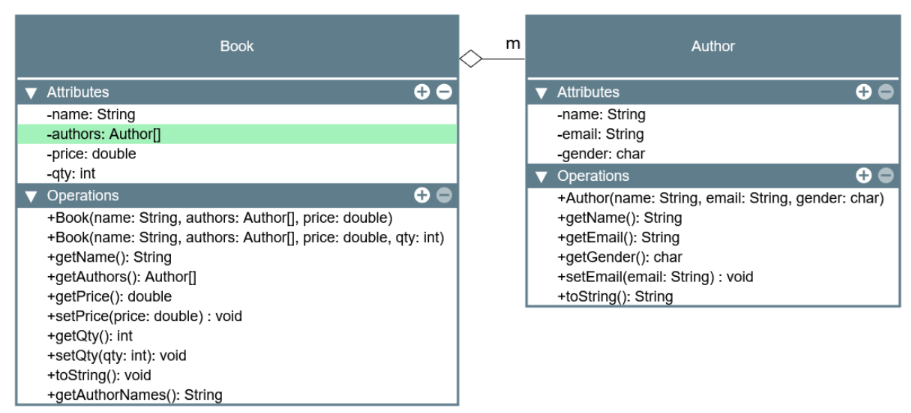 Book
Attributes
-name: String
-authors: Author[]
-price: double
-qty: int
Operations
+Book(name: String, authors: Author[], price: double)
+Book(name: String, authors: Author[], price: double, qty: int)
+getName(): String
+getAuthors(): Author[]
+getPrice(): double
+setPrice(price: double) : void
+getQty(): int
+setQty(qty: int): void
+toString(): void
+getAuthorNames(): String
m
Author
Attributes
-name: String
-email: String
-gender: char
Operations
+Author(name: String, email: String, gender: char)
+getName(): String
+getEmail(): String
+getGender(): char
+setEmail(email: String) : void
+toString(): String